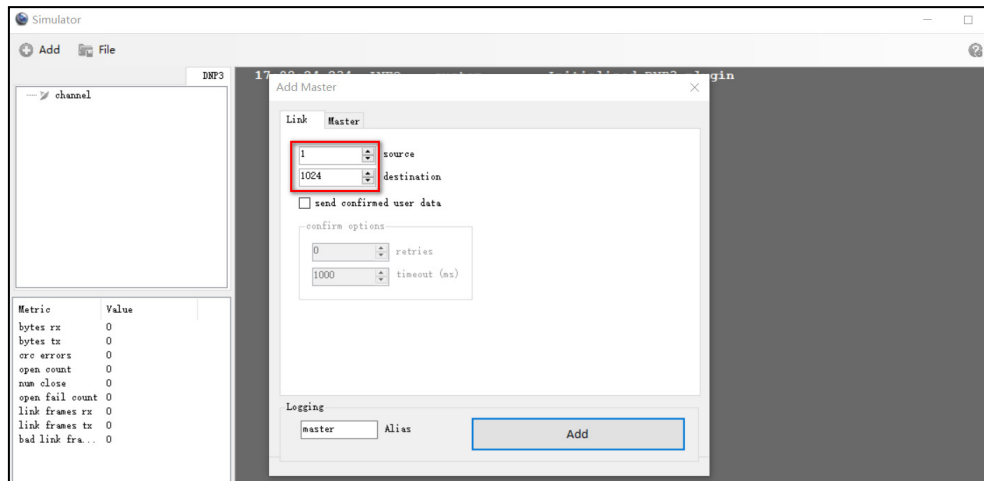 Simulator
Add File
DNP3
channel
Add Master
Link Master
1 source
1024 destination
send confirmed user data
confirm options
0 retries
1000 timeout (ms)
Metric Value
bytes rx 0
bytes tx 0
crc errors 0
open count 0
num close 0
open fail count 0
link frames rx 0
link frames tx 0
bad link fra... 0
Logging
master Alias
Add